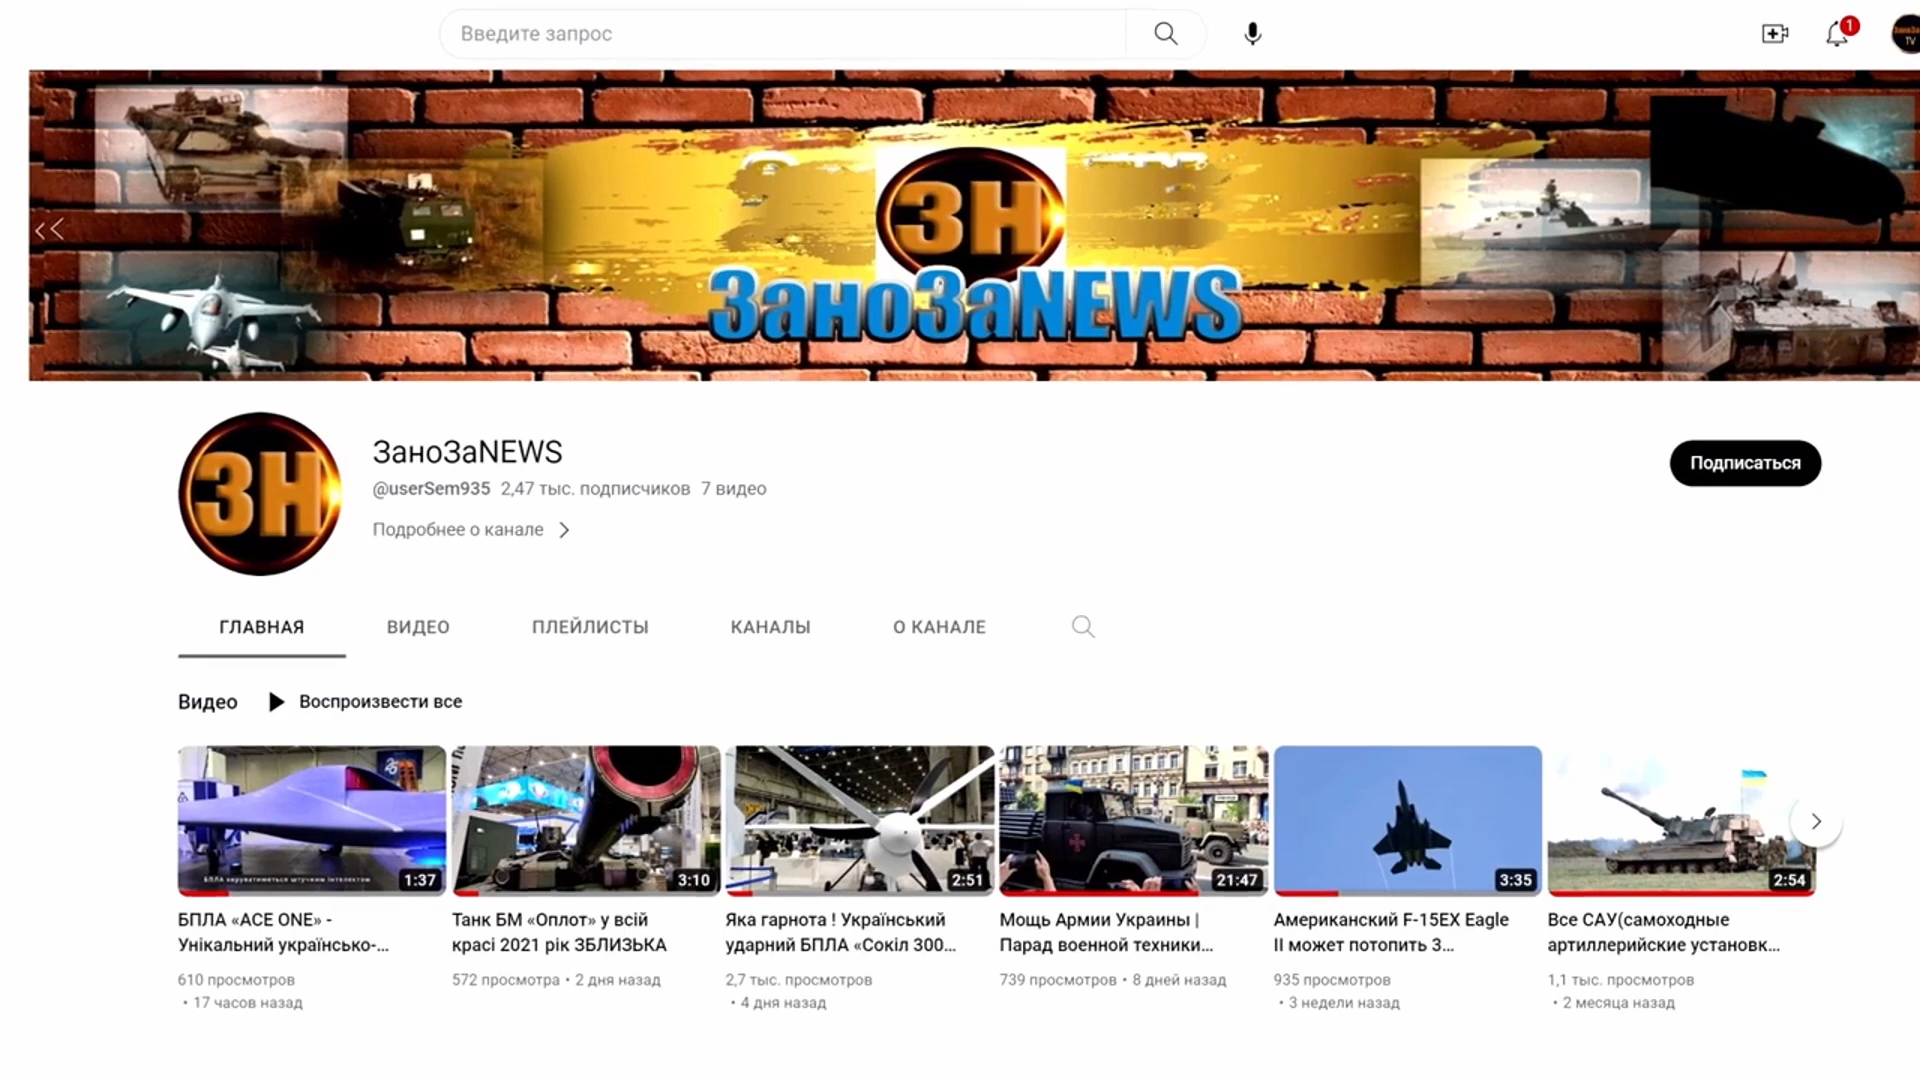 Введите запрос
1
ЗН
ЗаноЗаNEWS
ЗН
ЗаноЗаNEWS
@userSem935 2,47 тыс. подписчиков 7 видео
Подробнее о канале
Подписаться
ГЛАВНАЯ ВИДЕО ПЛЕЙЛИСТЫ КАНАЛЫ О КАНАЛЕ
Видео Воспроизвести все
БПЛА керуватиметься штучним інтелектом
1:37
3:10
2:51
21:47
3:35
2:54
БПЛА «ACE ONE» -
Унікальний українсько-...
610 просмотров
• 17 часов назад
Танк БМ «Оплот» у всій
красі 2021 рік ЗБЛИЗЬКА
572 просмотра • 2 дня назад
Яка гарнота ! Український
ударний БПЛА «Сокіл 300...
2,7 тыс. просмотров
• 4 дня назад
Мощь Армии Украины |
Парад военной техники...
739 просмотров • 8 дней назад
Американский F-15EX Eagle
II может потопить 3...
935 просмотров
• 3 недели назад
Все САУ(самоходные
артиллерийские установк...
1,1 тыс. просмотров
• 2 месяца назад